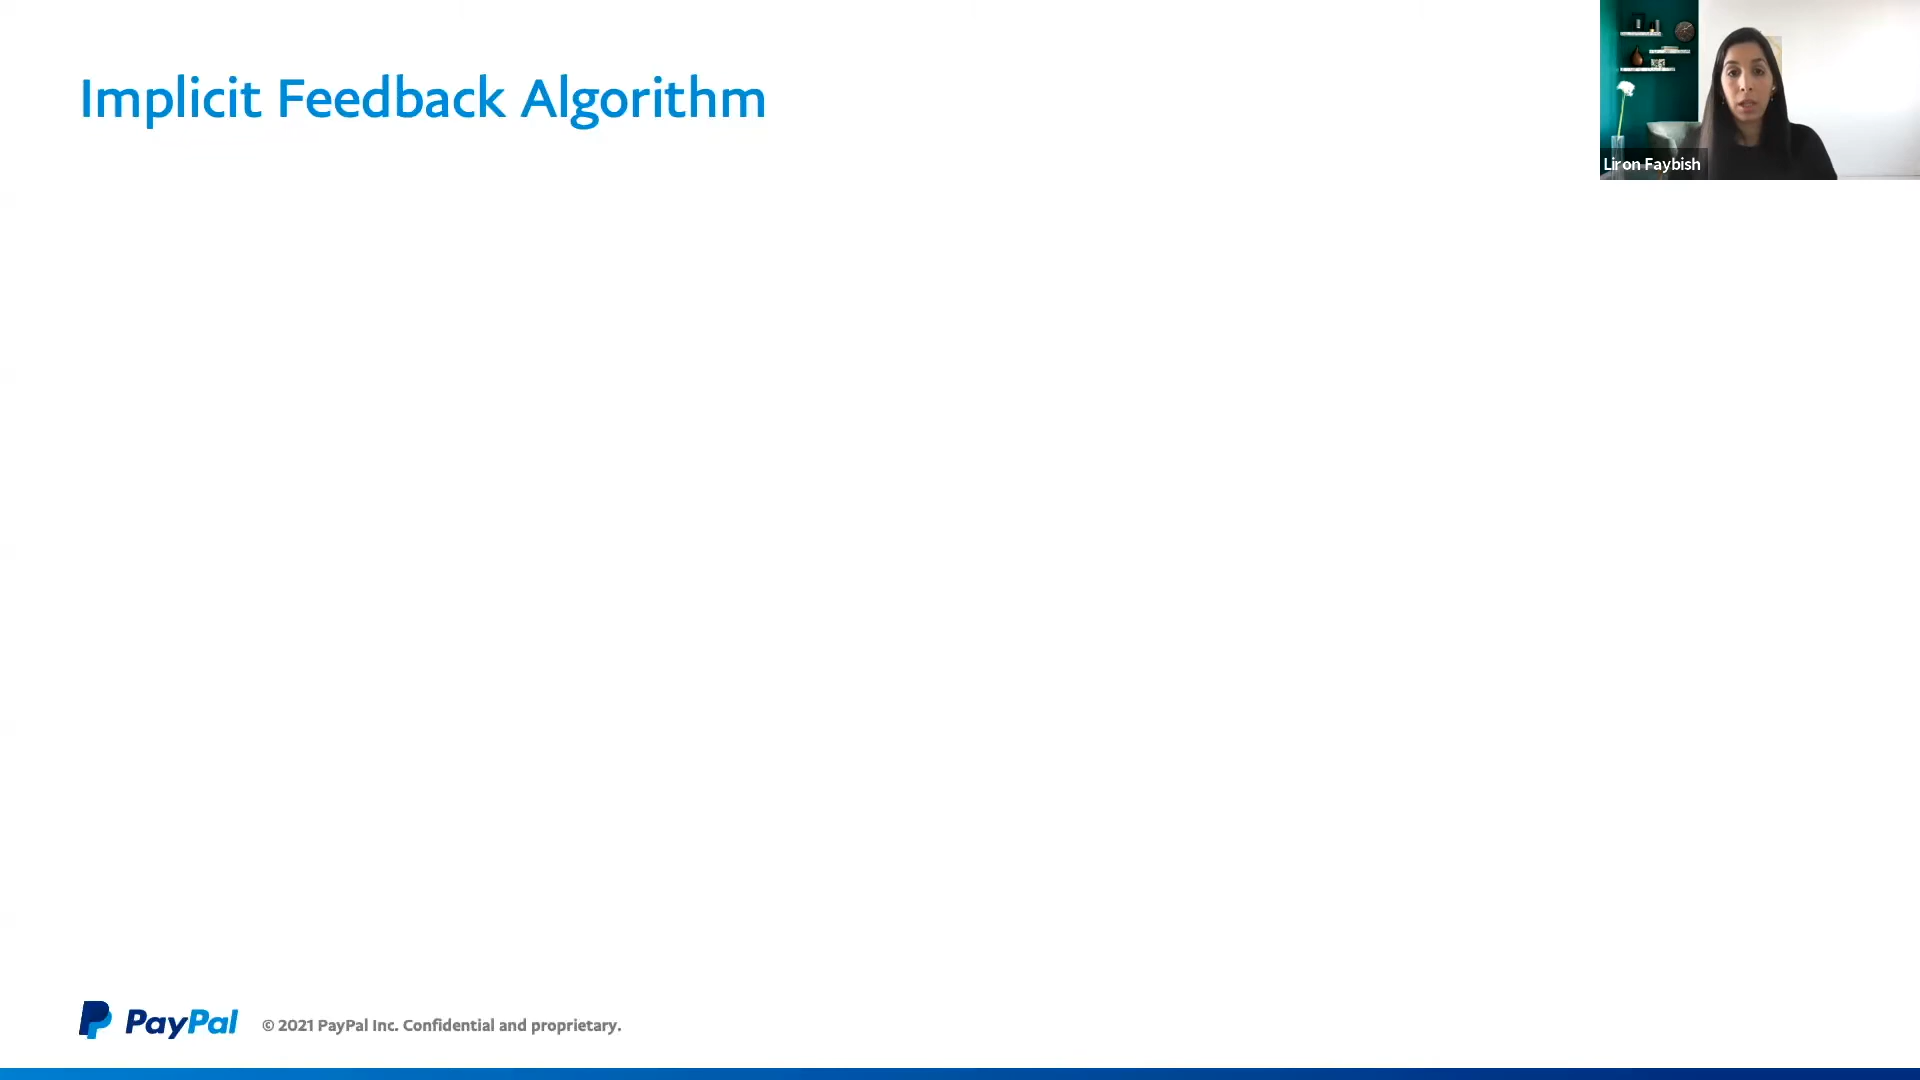 Implicit Feedback Algorithm
Liron Faybish
PayPal © 2021 PayPal Inc. Confidential and proprietary.